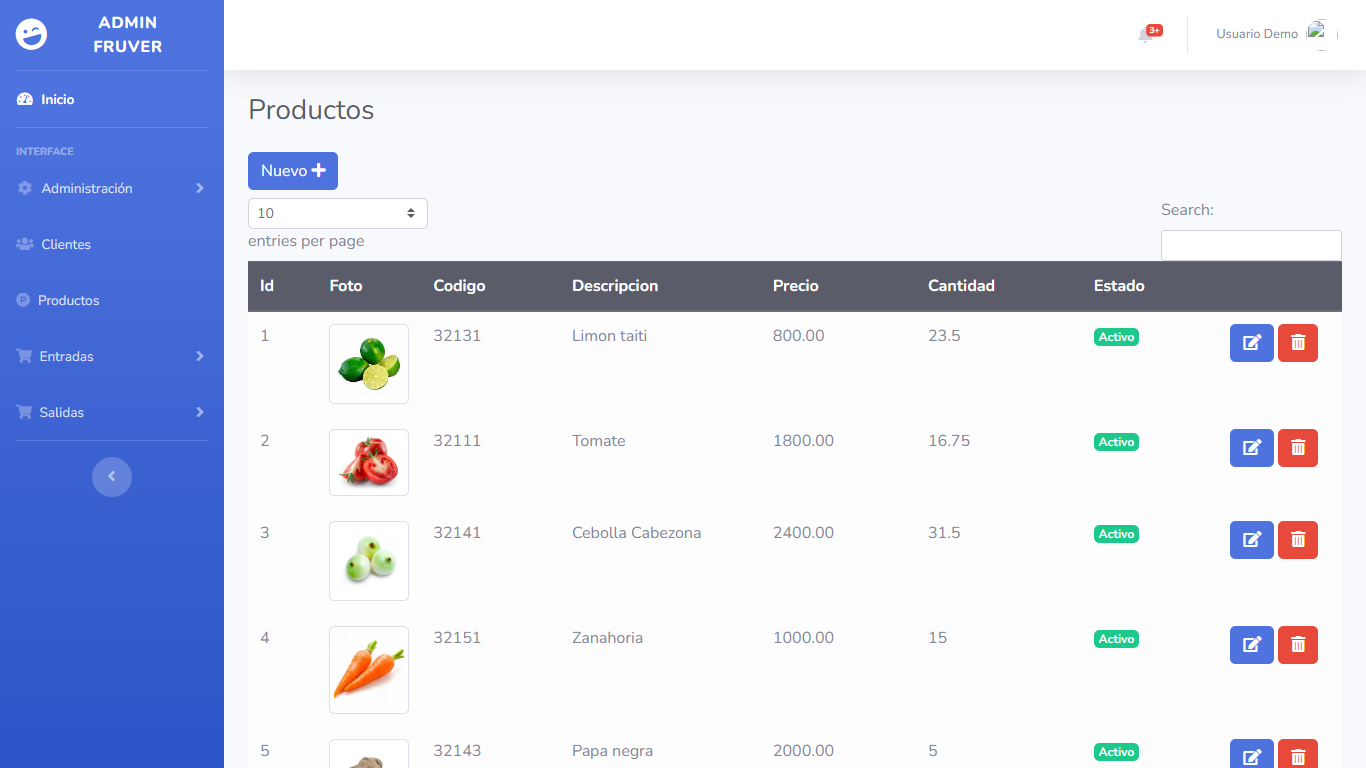 ADMIN
FRUVER
3+
Usuario Demo
Inicio
INTERFACE
Administración
Clientes
Productos
Entradas
Salidas
Productos
Nuevo
10
entries per page
Search:
Id Foto Codigo Descripcion Precio Cantidad Estado
1 32131 Limon taiti 800.00 23.5 Activo
2 32111 Tomate 1800.00 16.75 Activo
3 32141 Cebolla Cabezona 2400.00 31.5 Activo
4 32151 Zanahoria 1000.00 15 Activo
5 32143 Papa negra 2000.00 5 Activo